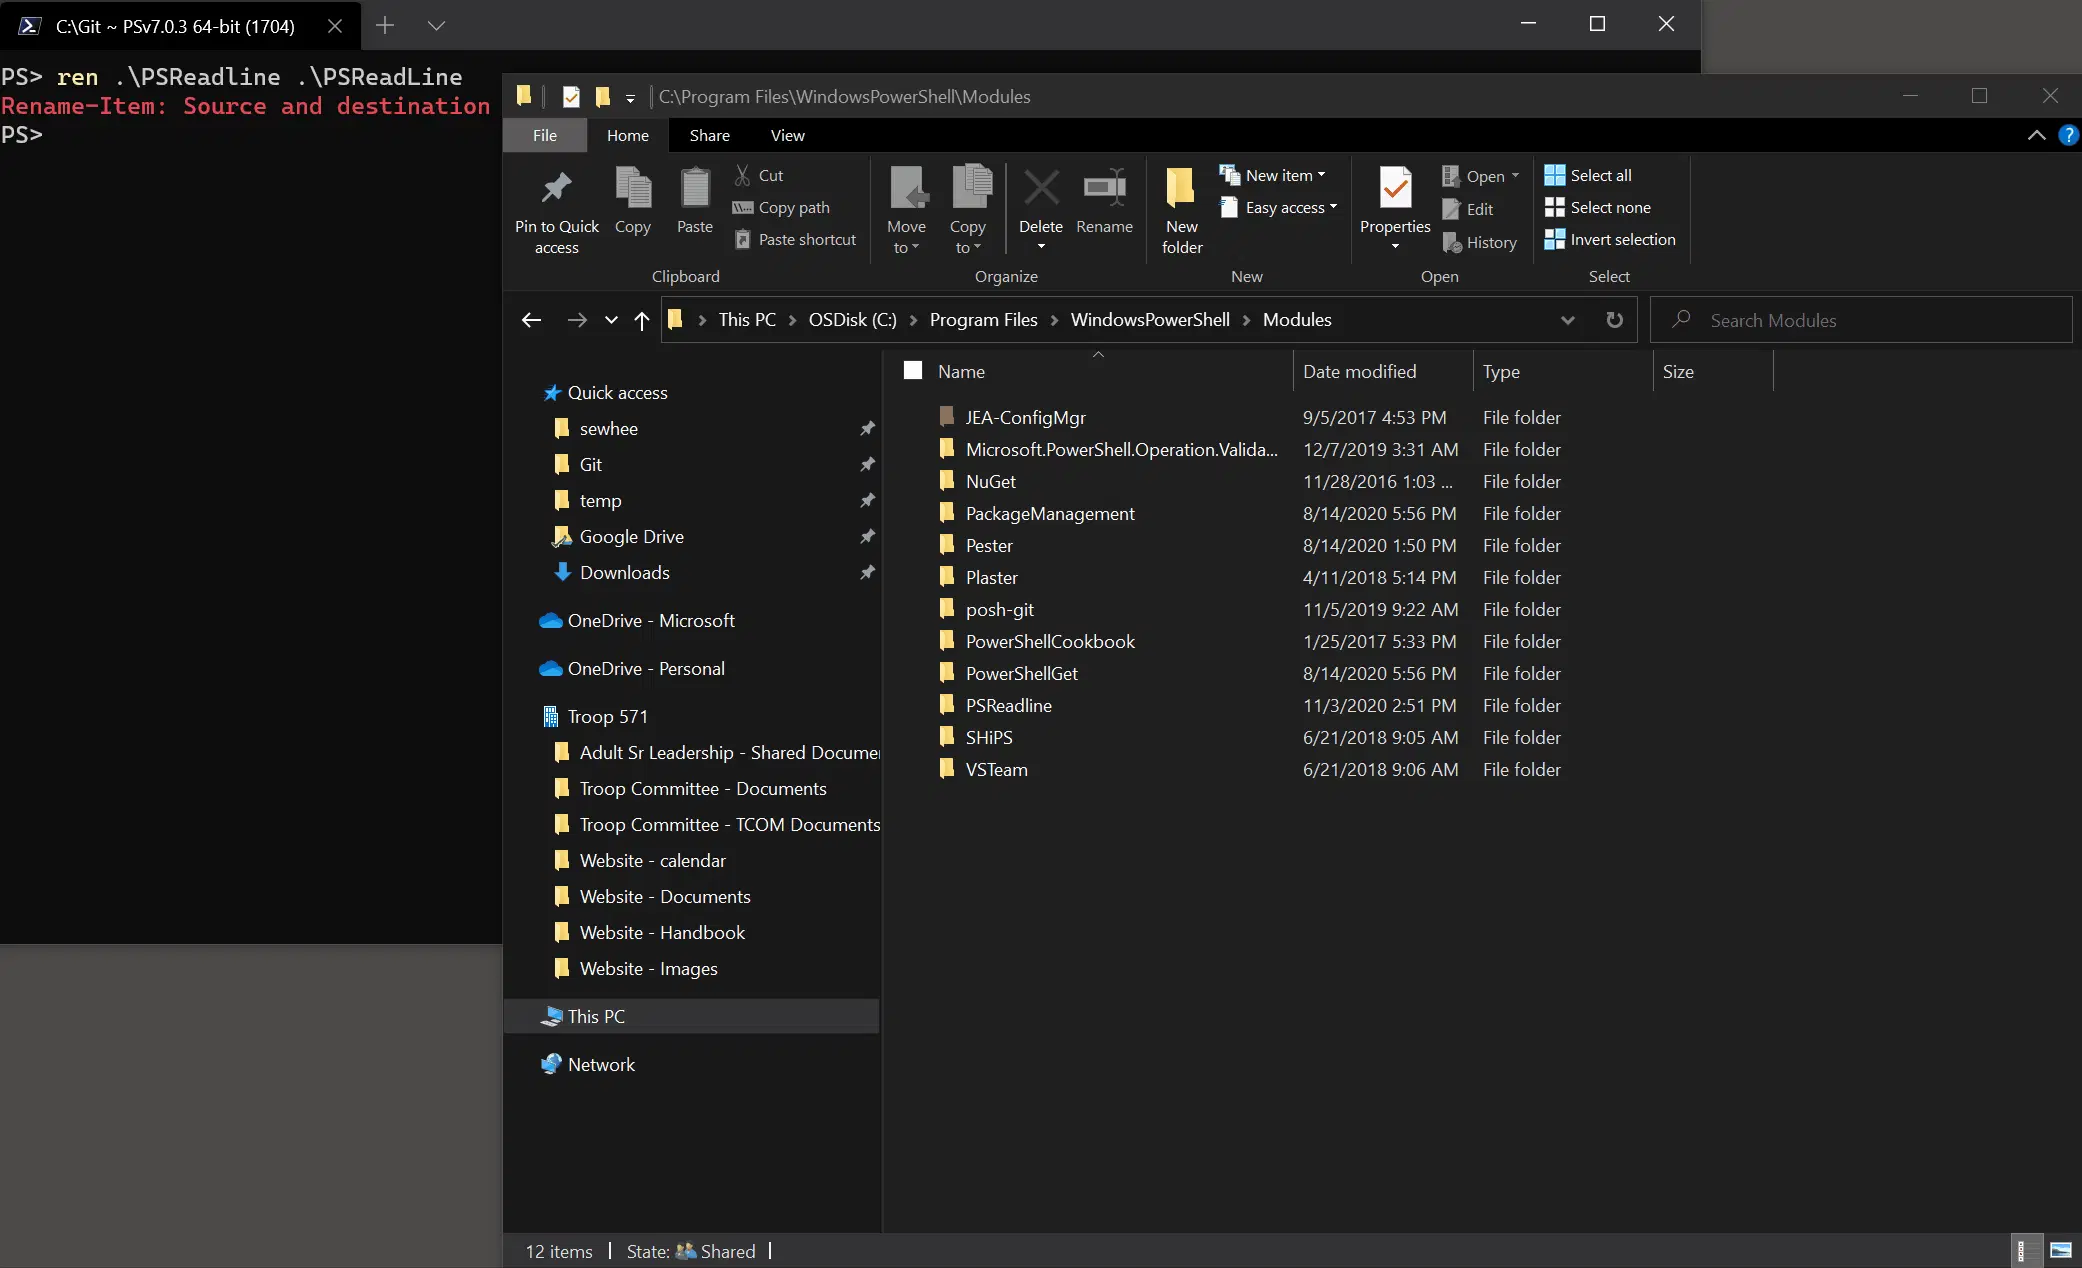 C:\Git ~ PSv7.0.3 64-bit (1704)
PS> ren .\PSReadline .\PSReadLine
Rename-Item: Source and destination
PS>
C:\Program Files\WindowsPowerShell\Modules
File Home Share View
Pin to Quick access
Copy
Paste
Cut
Copy path
Paste shortcut
Clipboard
Move to
Copy to
Delete
Rename
Organize
New folder
New item
Easy access
New
Properties
Open
Edit
History
Open
Select all
Select none
Invert selection
Select
This PC > OSDisk (C:) > Program Files > WindowsPowerShell > Modules
Search Modules
Quick access
sewhee
Git
temp
Google Drive
Downloads
OneDrive - Microsoft
OneDrive - Personal
Troop 571
Adult Sr Leadership - Shared Docume
Troop Committee - Documents
Troop Committee - TCOM Documents
Website - calendar
Website - Documents
Website - Handbook
Website - Images
This PC
Network
Name Date modified Type Size
JEA-ConfigMgr 9/5/2017 4:53 PM File folder
Microsoft.PowerShell.Operation.Valida... 12/7/2019 3:31 AM File folder
NuGet 11/28/2016 1:03 ... File folder
PackageManagement 8/14/2020 5:56 PM File folder
Pester 8/14/2020 1:50 PM File folder
Plaster 4/11/2018 5:14 PM File folder
posh-git 11/5/2019 9:22 AM File folder
PowerShellCookbook 1/25/2017 5:33 PM File folder
PowerShellGet 8/14/2020 5:56 PM File folder
PSReadline 11/3/2020 2:51 PM File folder
SHiPS 6/21/2018 9:05 AM File folder
VSTeam 6/21/2018 9:06 AM File folder
12 items State: Shared